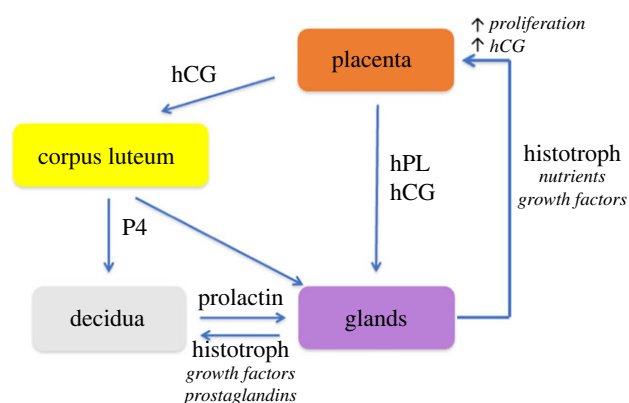 ↑ proliferation
↑ hCG
placenta
hCG
corpus luteum
hPL
hCG
histotroph
nutrients
growth factors
P4
decidua
prolactin
glands
histotroph
growth factors
prostaglandins